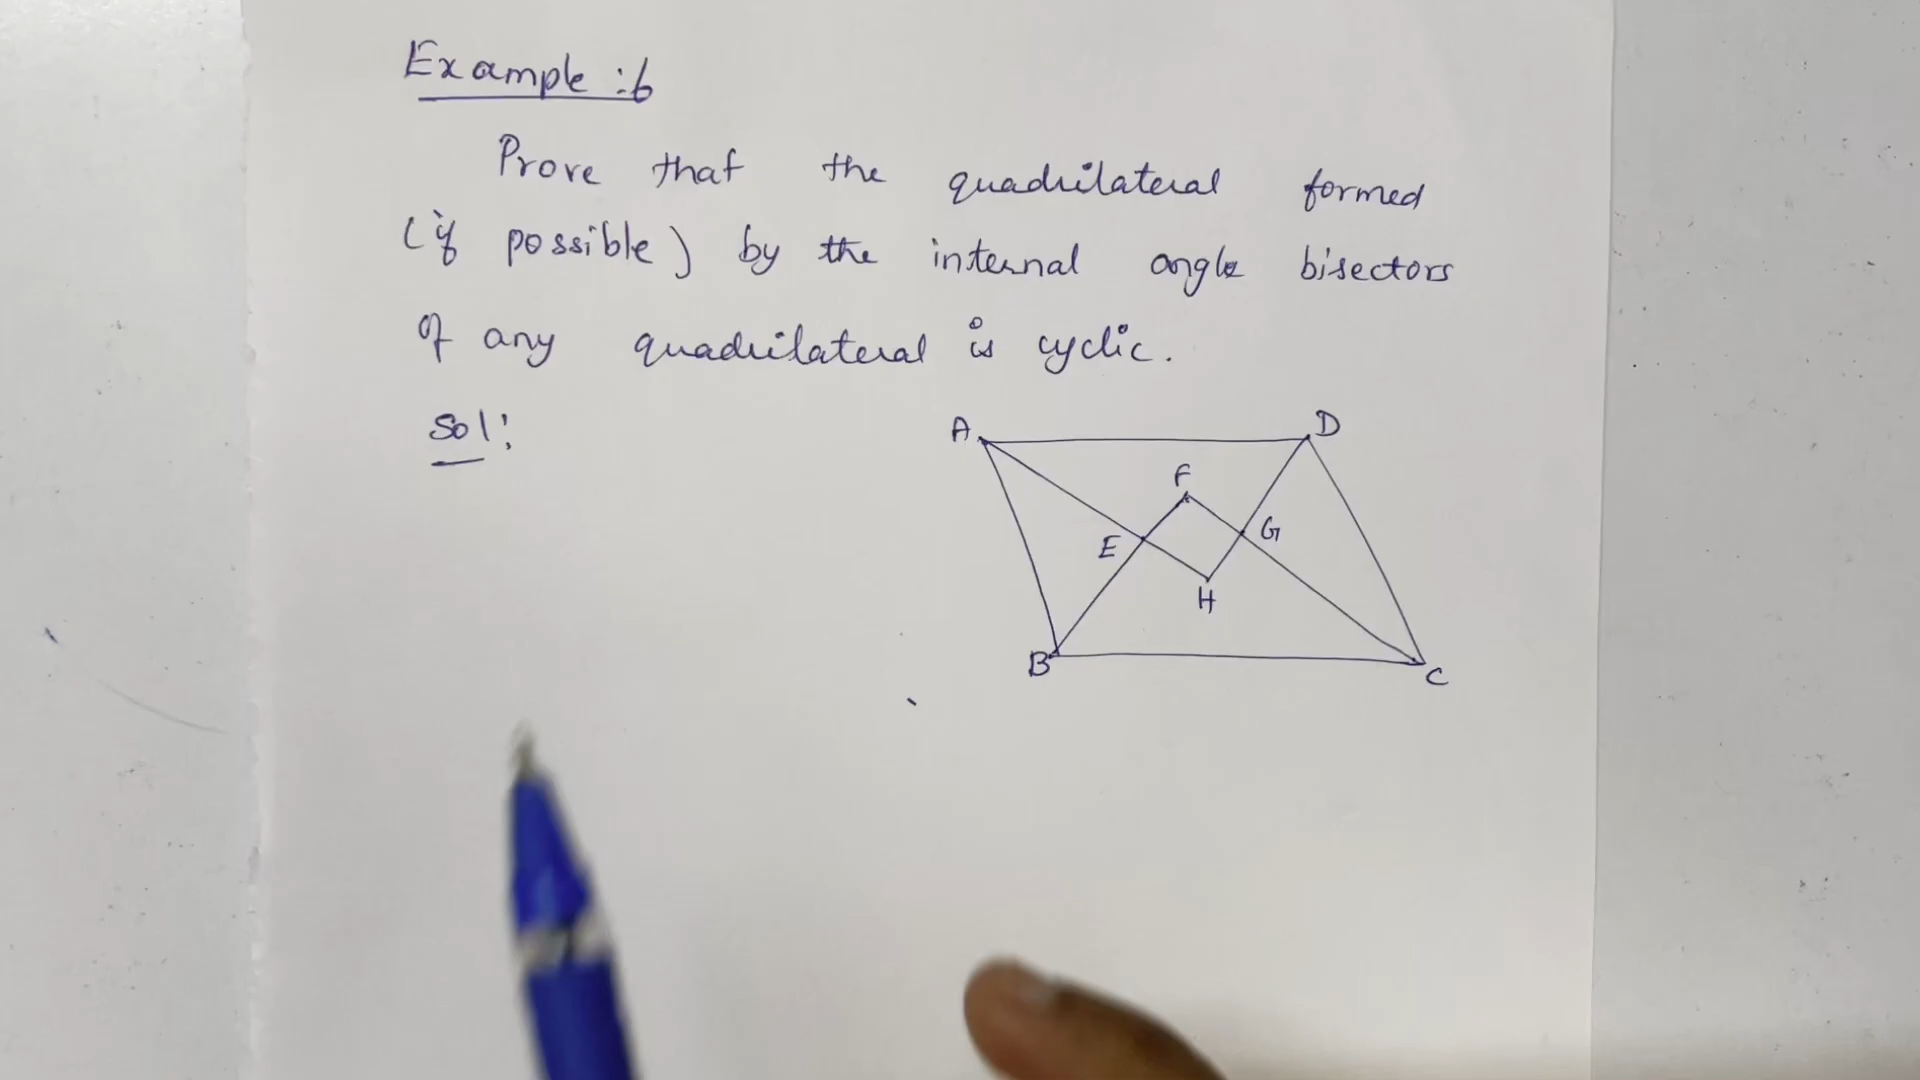 Example :6
Prove that the quadrilateral formed
(if possible) by the internal angle bisectors
of any quadrilateral is cyclic.
Sol:
A
D
F
G
E
H
B
C